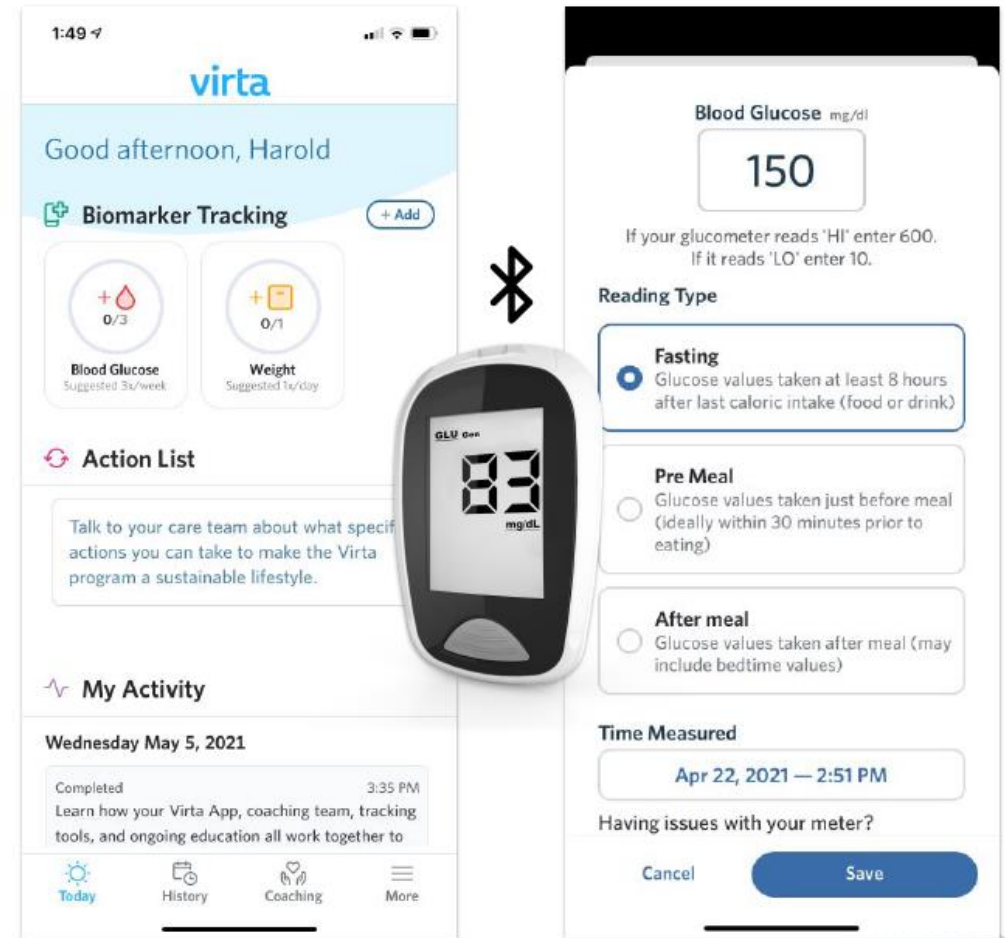 1:49
virta
Good afternoon, Harold
Biomarker Tracking
+ Add
0/3
Blood Glucose
Suggested 3x/week
0/1
Weight
Suggested 1x/day
Action List
Talk to your care team about what specif
actions you can take to make the Virta
program a sustainable lifestyle.
My Activity
Wednesday May 5, 2021
Completed
3:35 PM
Learn how your Virta App, coaching team, tracking
tools, and ongoing education all work together to
Today
History
Coaching
More
GLU Gen
83
mg/dL
Blood Glucose mg/dl
150
If your glucometer reads 'HI' enter 600.
If it reads 'LO' enter 10.
Reading Type
Fasting
Glucose values taken at least 8 hours
after last caloric intake (food or drink)
Pre Meal
Glucose values taken just before meal
(ideally within 30 minutes prior to
eating)
After meal
Glucose values taken after meal (may
include bedtime values)
Time Measured
Apr 22, 2021 — 2:51 PM
Having issues with your meter?
Cancel
Save